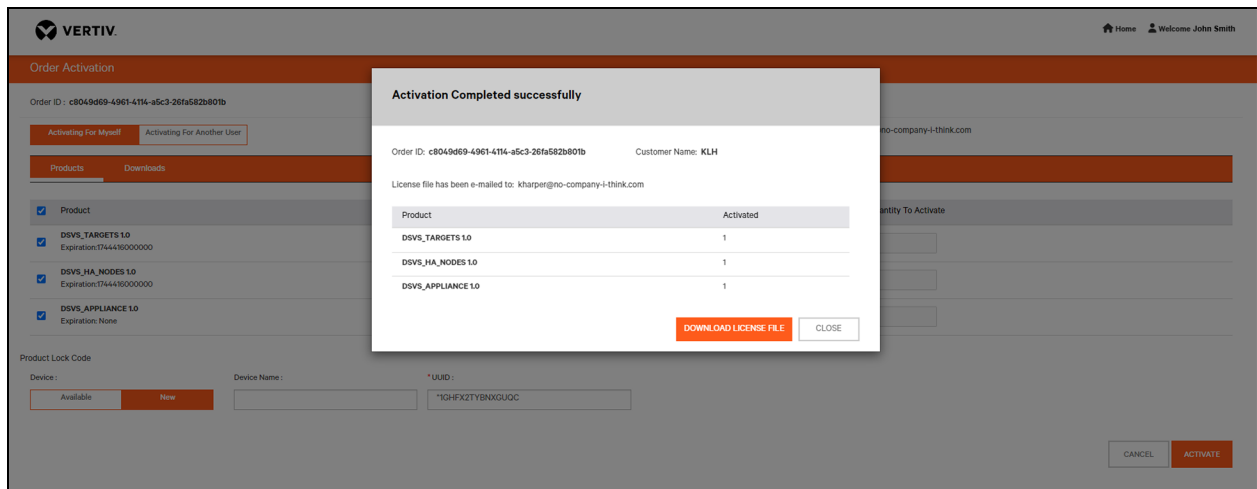 VERTIV.
Home Welcome John Smith
Order Activation
Order ID : c8049d69-4961-4114-a5c3-26fa582b801b
Activating For Myself Activating For Another User
no-company-i-think.com
Products Downloads
Product
antity To Activate
DSVS_TARGETS 1.0
Expiration:1744416000000
DSVS_HA_NODES 1.0
Expiration:1744416000000
DSVS_APPLIANCE 1.0
Expiration: None
Activation Completed successfully
Order ID: c8049d69-4961-4114-a5c3-26fa582b801b Customer Name: KLH
License file has been e-mailed to: kharper@no-company-i-think.com
Product Activated
DSVS_TARGETS 1.0 1
DSVS_HA_NODES 1.0 1
DSVS_APPLIANCE 1.0 1
DOWNLOAD LICENSE FILE CLOSE
Product Lock Code
Device : Device Name : * UUID :
Available New "1GHFX2TYBNXGUQC
CANCEL ACTIVATE